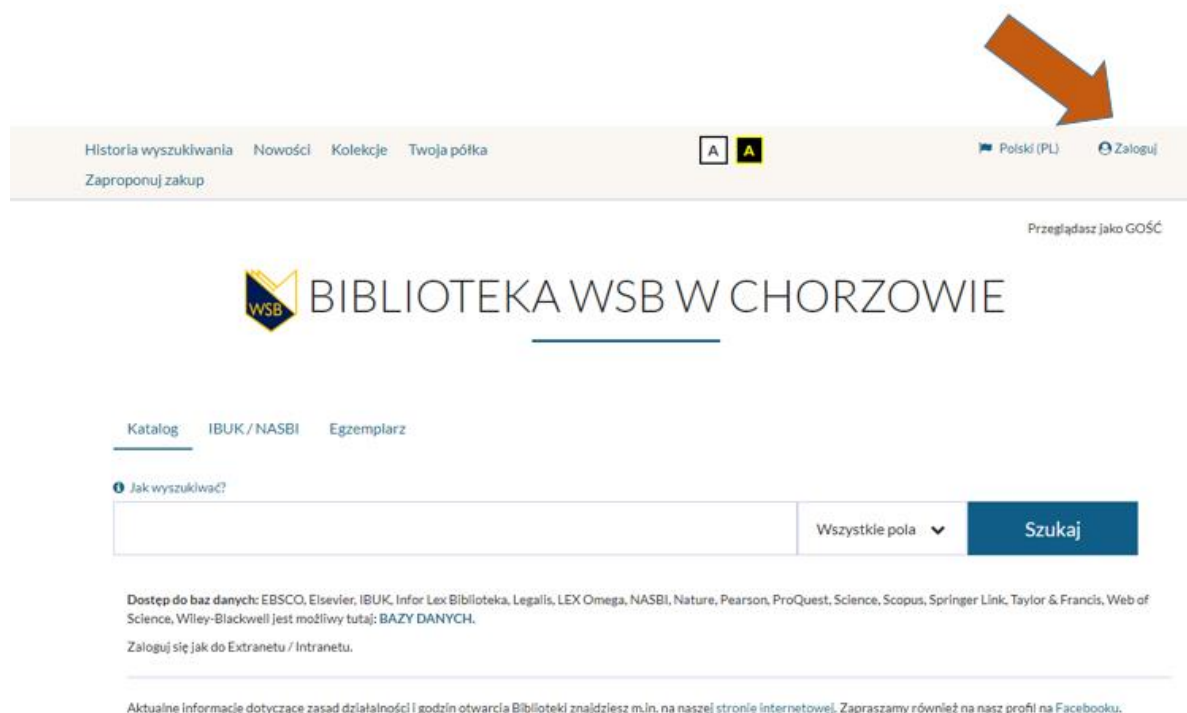 Historia wyszukiwania Nowości Kolekcje Twoja półka A A Polski (PL) Zaloguj
Zaproponuj zakup
Przeglądasz jako GOŚĆ
WSB BIBLIOTEKA WSB W CHORZOWIE
Katalog IBUK / NASBI Egzemplarz
Jak wyszukiwać?
Wszystkie pola Szukaj
Dostęp do baz danych: EBSCO, Elsevier, IBUK, Infor Lex Biblioteka, Legalis, LEX Omega, NASBI, Nature, Pearson, ProQuest, Science, Scopus, Springer Link, Taylor & Francis, Web of
Science, Wiley-Blackwell jest możliwy tutaj: BAZY DANYCH.
Zaloguj się jak do Extranetu / Intranetu.
Aktualne informacje dotyczące zasad działalności i godzin otwarcia Biblioteki znajdziesz m.in. na naszej stronie internetowej. Zapraszamy również na nasz profil na Facebooku.